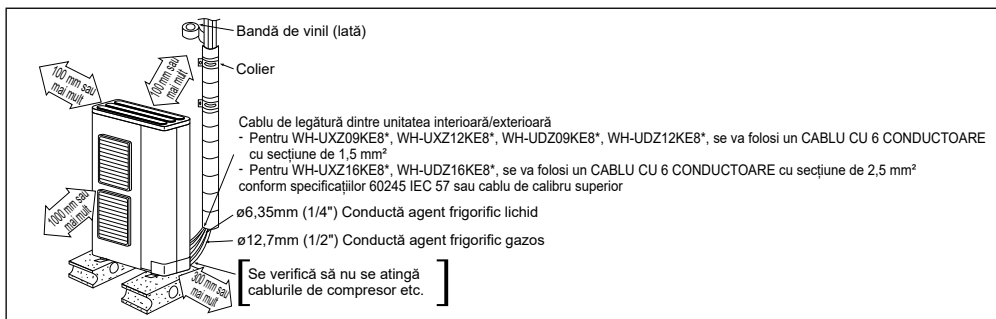 Bandă de vinil (lată)
Colier
100 mm sau
mai mult
100 mm sau
mai mult
Cablu de legătură dintre unitatea interioară/exterioară
- Pentru WH-UXZ09KE8*, WH-UXZ12KE8*, WH-UDZ09KE8*, WH-UDZ12KE8*, se va folosi un CABLU CU 6 CONDUCTOARE
cu secțiune de 1,5 mm²
- Pentru WH-UXZ16KE8*, WH-UDZ16KE8*, se va folosi un CABLU CU 6 CONDUCTOARE cu secțiune de 2,5 mm²
conform specificațiilor 60245 IEC 57 sau cablu de calibru superior
1000 mm sau
mai mult
ø6,35mm (1/4") Conductă agent frigorific lichid
ø12,7mm (1/2") Conductă agent frigorific gazos
Se verifică să nu se atingă
cablurile de compresor etc.
300 mm sau
mai mult